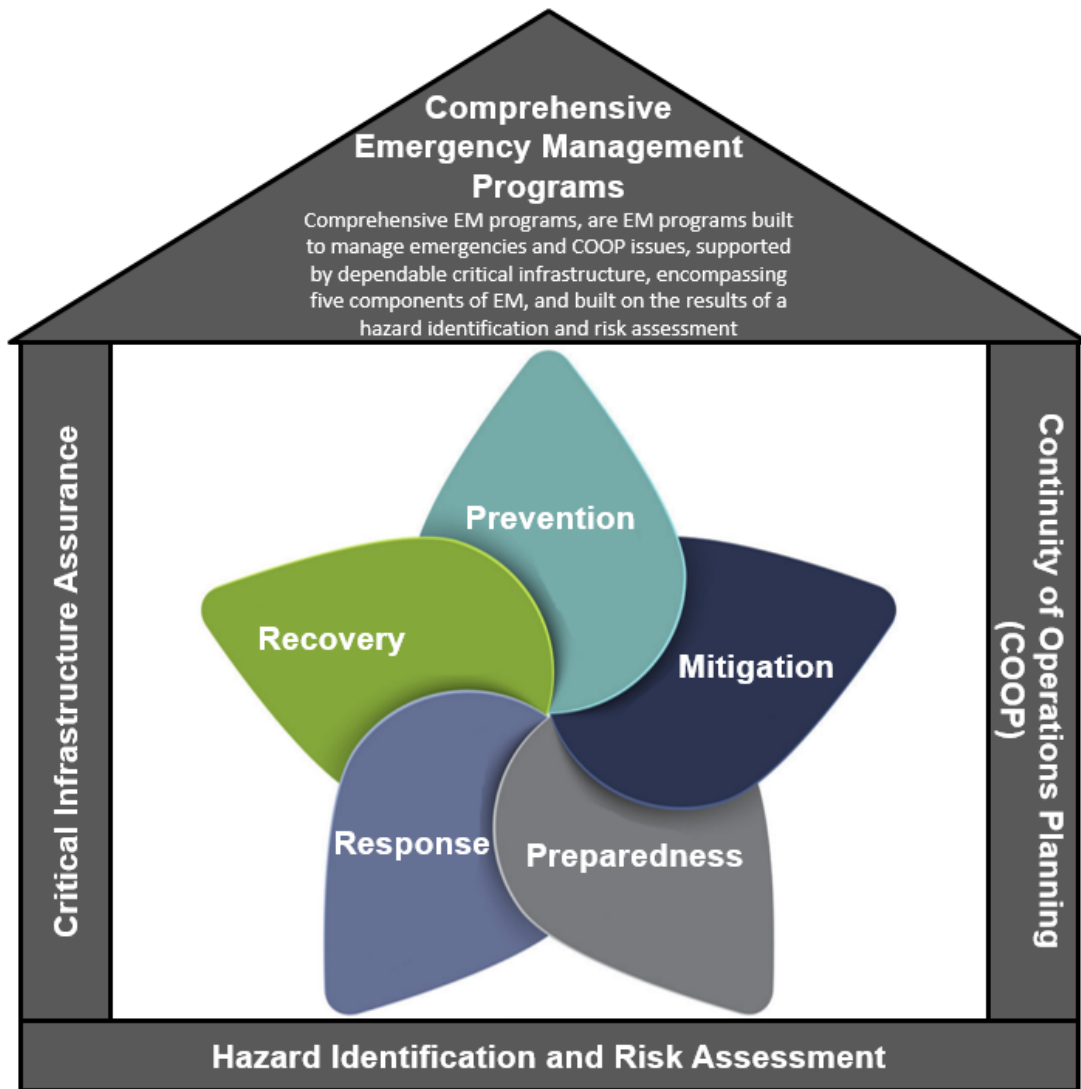 Comprehensive
Emergency Management
Programs
Comprehensive EM programs, are EM programs built
to manage emergencies and COOP issues, supported
by dependable critical infrastructure, encompassing
five components of EM, and built on the results of a
hazard identification and risk assessment
Critical Infrastructure Assurance
Prevention
Mitigation
Preparedness
Response
Recovery
Continuity of Operations Planning
(COOP)
Hazard Identification and Risk Assessment